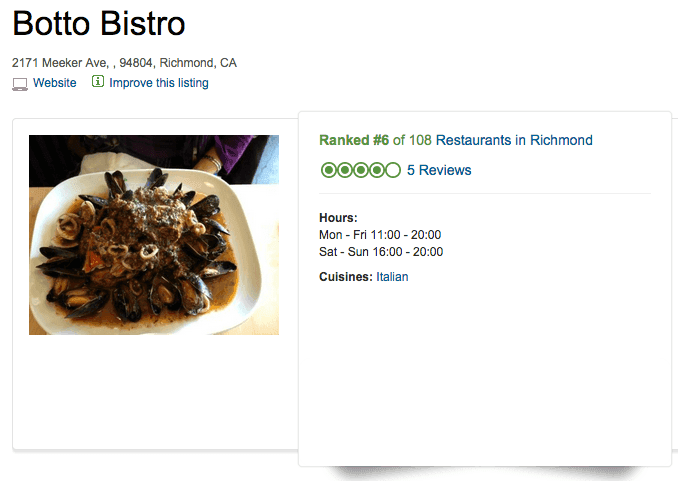 Botto Bistro
2171 Meeker Ave, , 94804, Richmond, CA
Website Improve this listing
Ranked #6 of 108 Restaurants in Richmond
5 Reviews
Hours:
Mon - Fri 11:00 - 20:00
Sat - Sun 16:00 - 20:00
Cuisines: Italian